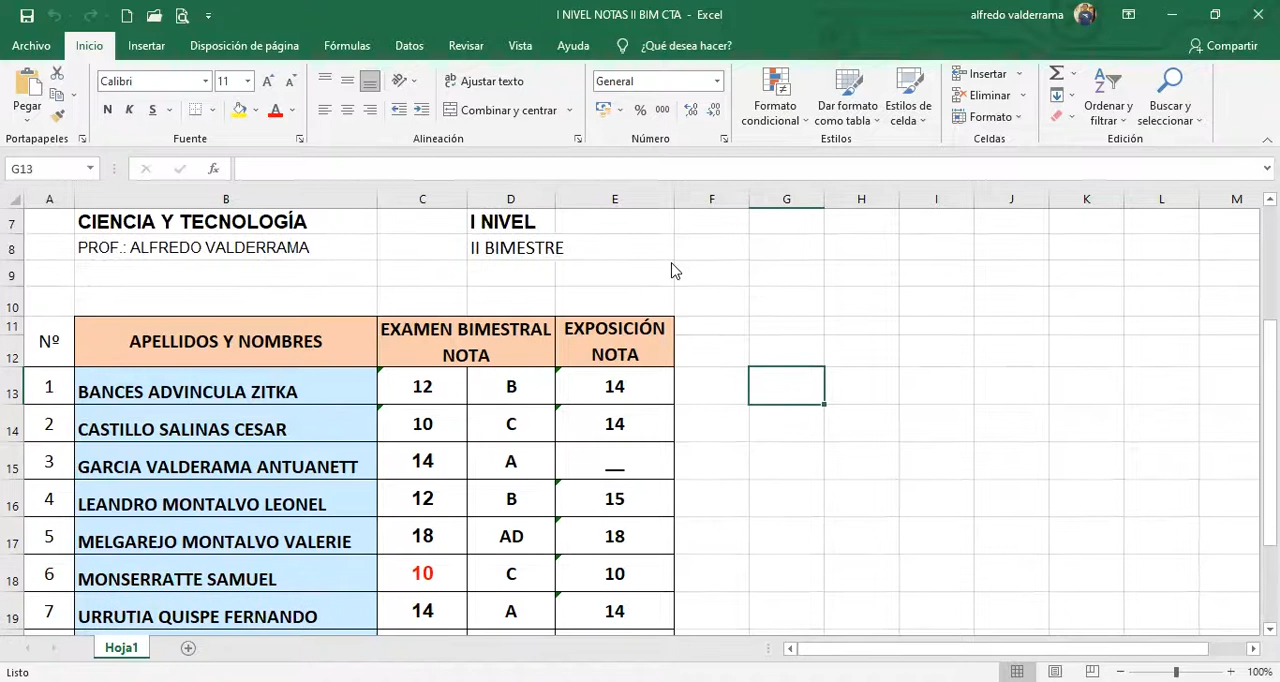 I NIVEL NOTAS II BIM CTA - Excel
alfredo valderrama
Archivo Inicio Insertar Disposición de página Fórmulas Datos Revisar Vista Ayuda ¿Qué desea hacer? Compartir
Pegar
Calibri 11
N K S
Ajustar texto
Combinar y centrar
General
% 000
Formato condicional
Dar formato como tabla
Estilos de celda
Insertar
Eliminar
Formato
Ordenar y filtrar
Buscar y seleccionar
Portapapeles Fuente Alineación Número Estilos Celdas Edición
G13 fx
A B C D E F G H I J K L M
7 CIENCIA Y TECNOLOGÍA I NIVEL
8 PROF.: ALFREDO VALDERRAMA II BIMESTRE
9
10
11 Nº APELLIDOS Y NOMBRES EXAMEN BIMESTRAL EXPOSICIÓN
12 NOTA NOTA
13 1 BANCES ADVINCULA ZITKA 12 B 14
14 2 CASTILLO SALINAS CESAR 10 C 14
15 3 GARCIA VALDERAMA ANTUANETT 14 A __
16 4 LEANDRO MONTALVO LEONEL 12 B 15
17 5 MELGAREJO MONTALVO VALERIE 18 AD 18
18 6 MONSERRATTE SAMUEL 10 C 10
19 7 URRUTIA QUISPE FERNANDO 14 A 14
Hoja1
Listo 100%